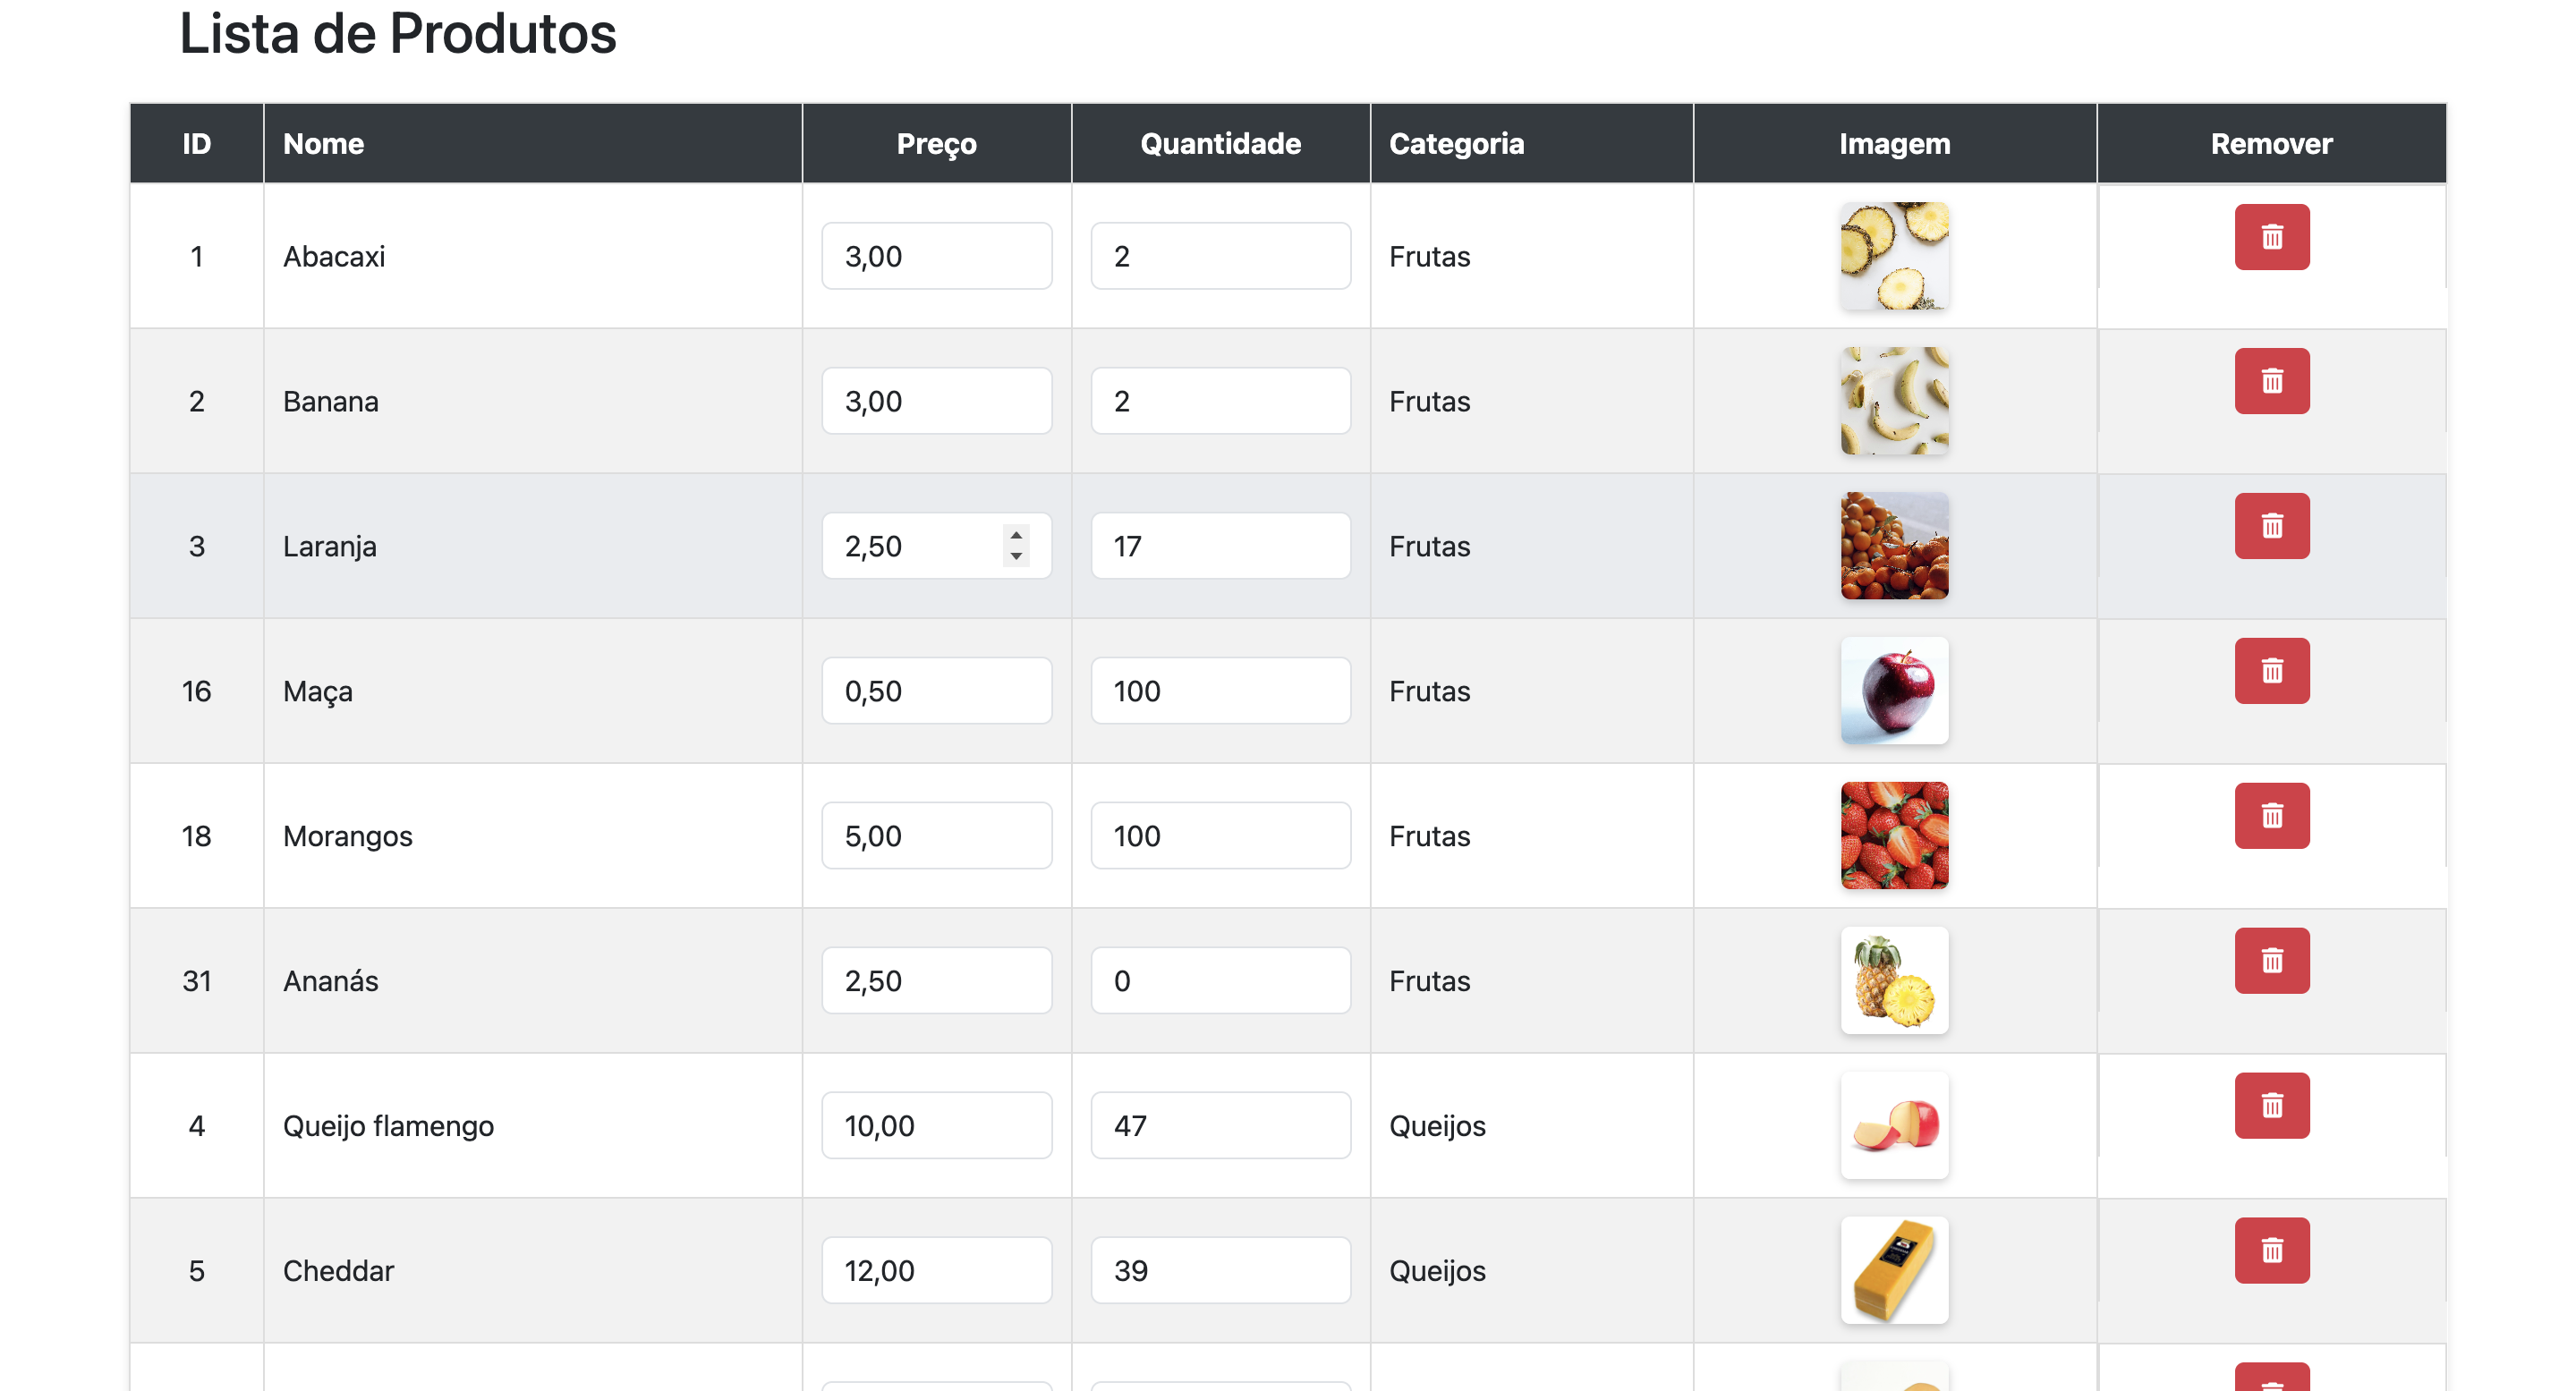 Lista de Produtos
ID Nome Preço Quantidade Categoria Imagem Remover
1 Abacaxi 3,00 2 Frutas
2 Banana 3,00 2 Frutas
3 Laranja 2,50 17 Frutas
16 Maça 0,50 100 Frutas
18 Morangos 5,00 100 Frutas
31 Ananás 2,50 0 Frutas
4 Queijo flamengo 10,00 47 Queijos
5 Cheddar 12,00 39 Queijos